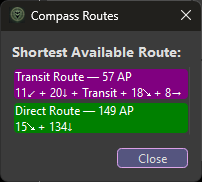 Compass Routes
Shortest Available Route:
Transit Route — 57 AP
11↙ + 20↓ + Transit + 18↘ + 8→
Direct Route — 149 AP
15↘ + 134↓
Close